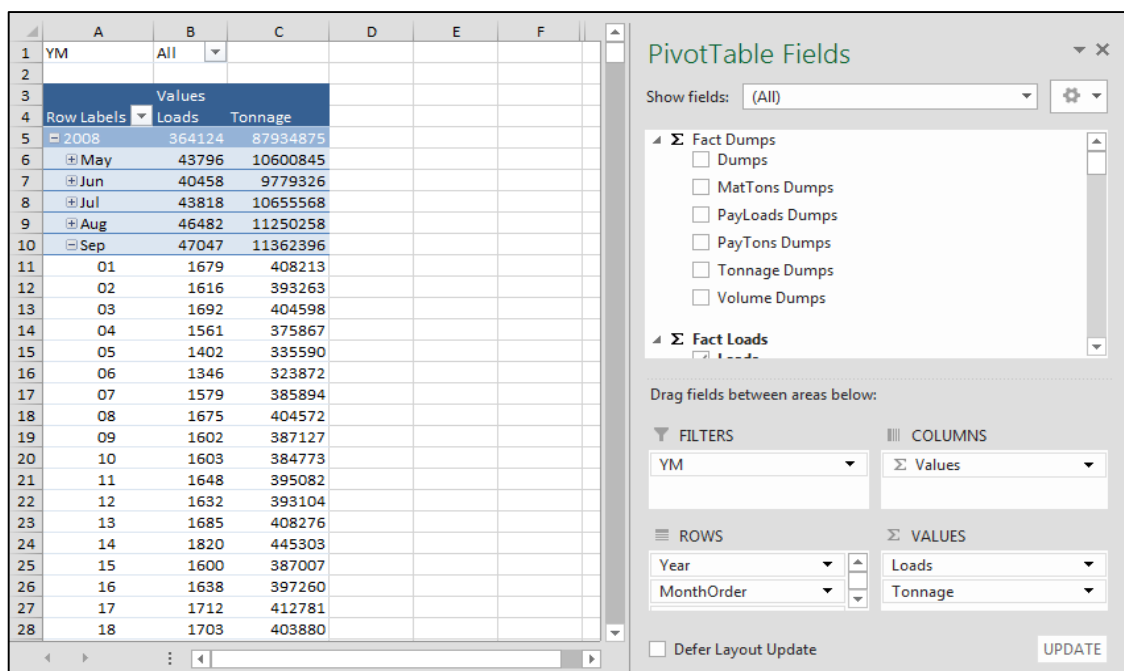 A B C D E F
1 YM All
2
3 Values
4 Row Labels Loads Tonnage
5 2008 364124 87934875
6 May 43796 10600845
7 Jun 40458 9779326
8 Jul 43818 10655568
9 Aug 46482 11250258
10 Sep 47047 11362396
11 01 1679 408213
12 02 1616 393263
13 03 1692 404598
14 04 1561 375867
15 05 1402 335590
16 06 1346 323872
17 07 1579 385894
18 08 1675 404572
19 09 1602 387127
20 10 1603 384773
21 11 1648 395082
22 12 1632 393104
23 13 1685 408276
24 14 1820 445303
25 15 1600 387007
26 16 1638 397260
27 17 1712 412781
28 18 1703 403880
PivotTable Fields
Show fields: (All)
Σ Fact Dumps
Dumps
MatTons Dumps
PayLoads Dumps
PayTons Dumps
Tonnage Dumps
Volume Dumps
Σ Fact Loads
Drag fields between areas below:
FILTERS
YM
COLUMNS
Σ Values
ROWS
Year
MonthOrder
Σ VALUES
Loads
Tonnage
Defer Layout Update
UPDATE